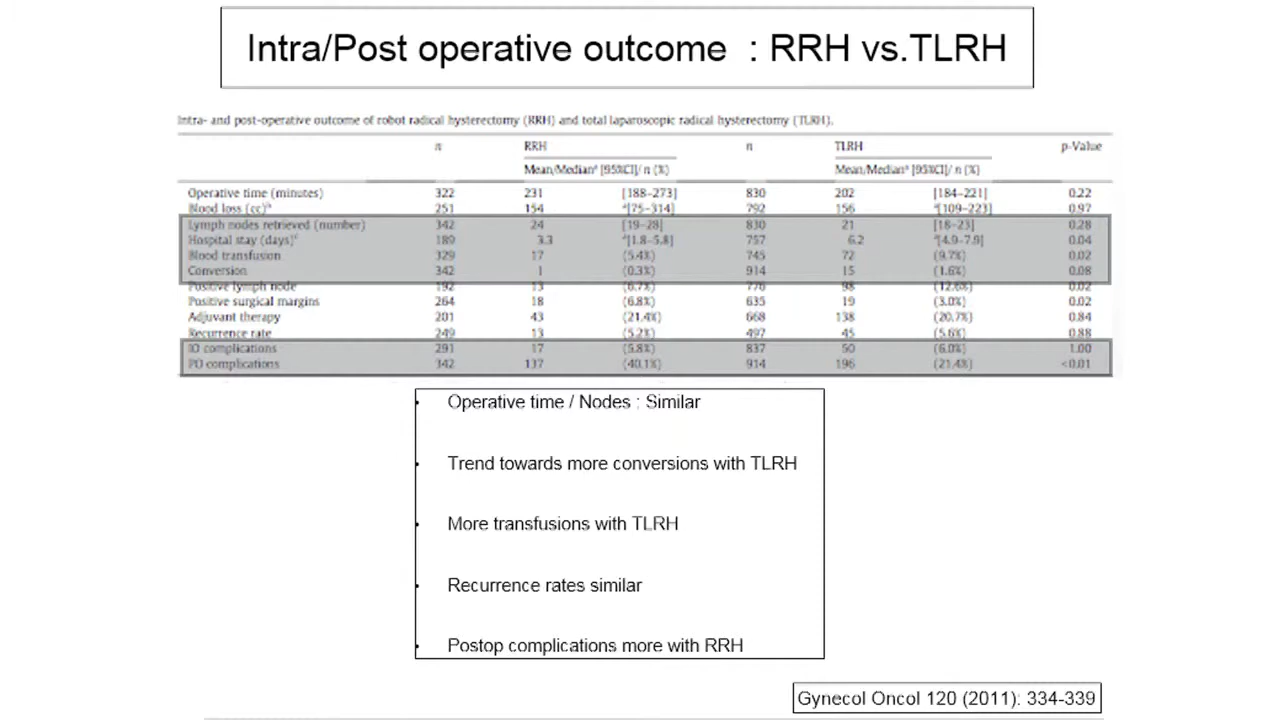 Intra/Post operative outcome : RRH vs.TLRH
Intra- and post-operative outcome of robot radical hysterectomy (RRH) and total laparoscopic radical hysterectomy (TLRH).
n RRH n TLRH p-Value
Mean/Medianᵃ [95%CI]/ n (%) Mean/Medianᵃ [95%CI]/ n (%)
Operative time (minutes) 322 231 [188–273] 830 202 [184–221] 0.22
Blood loss (cc)ᵇ 251 154 ᵃ[75–314] 792 156 ᵃ[109–223] 0.97
Lymph nodes retrieved (number) 342 24 [19–28] 830 21 [18–23] 0.28
Hospital stay (days)ᶜ 189 3.3 ᵃ[1.8–5.8] 757 6.2 ᵃ[4.9–7.9] 0.04
Blood transfusion 329 17 (5.4%) 745 72 (9.7%) 0.02
Conversion 342 1 (0.3%) 914 15 (1.6%) 0.08
Positive lymph node 192 13 (6.7%) 776 98 (12.6%) 0.02
Positive surgical margins 264 18 (6.8%) 635 19 (3.0%) 0.02
Adjuvant therapy 201 43 (21.4%) 668 138 (20.7%) 0.84
Recurrence rate 249 13 (5.2%) 497 45 (5.6%) 0.88
IO complications 291 17 (5.8%) 837 50 (6.0%) 1.00
PO complications 342 137 (40.1%) 914 196 (21.4%) <0.01
• Operative time / Nodes : Similar
• Trend towards more conversions with TLRH
• More transfusions with TLRH
• Recurrence rates similar
• Postop complications more with RRH
Gynecol Oncol 120 (2011): 334-339